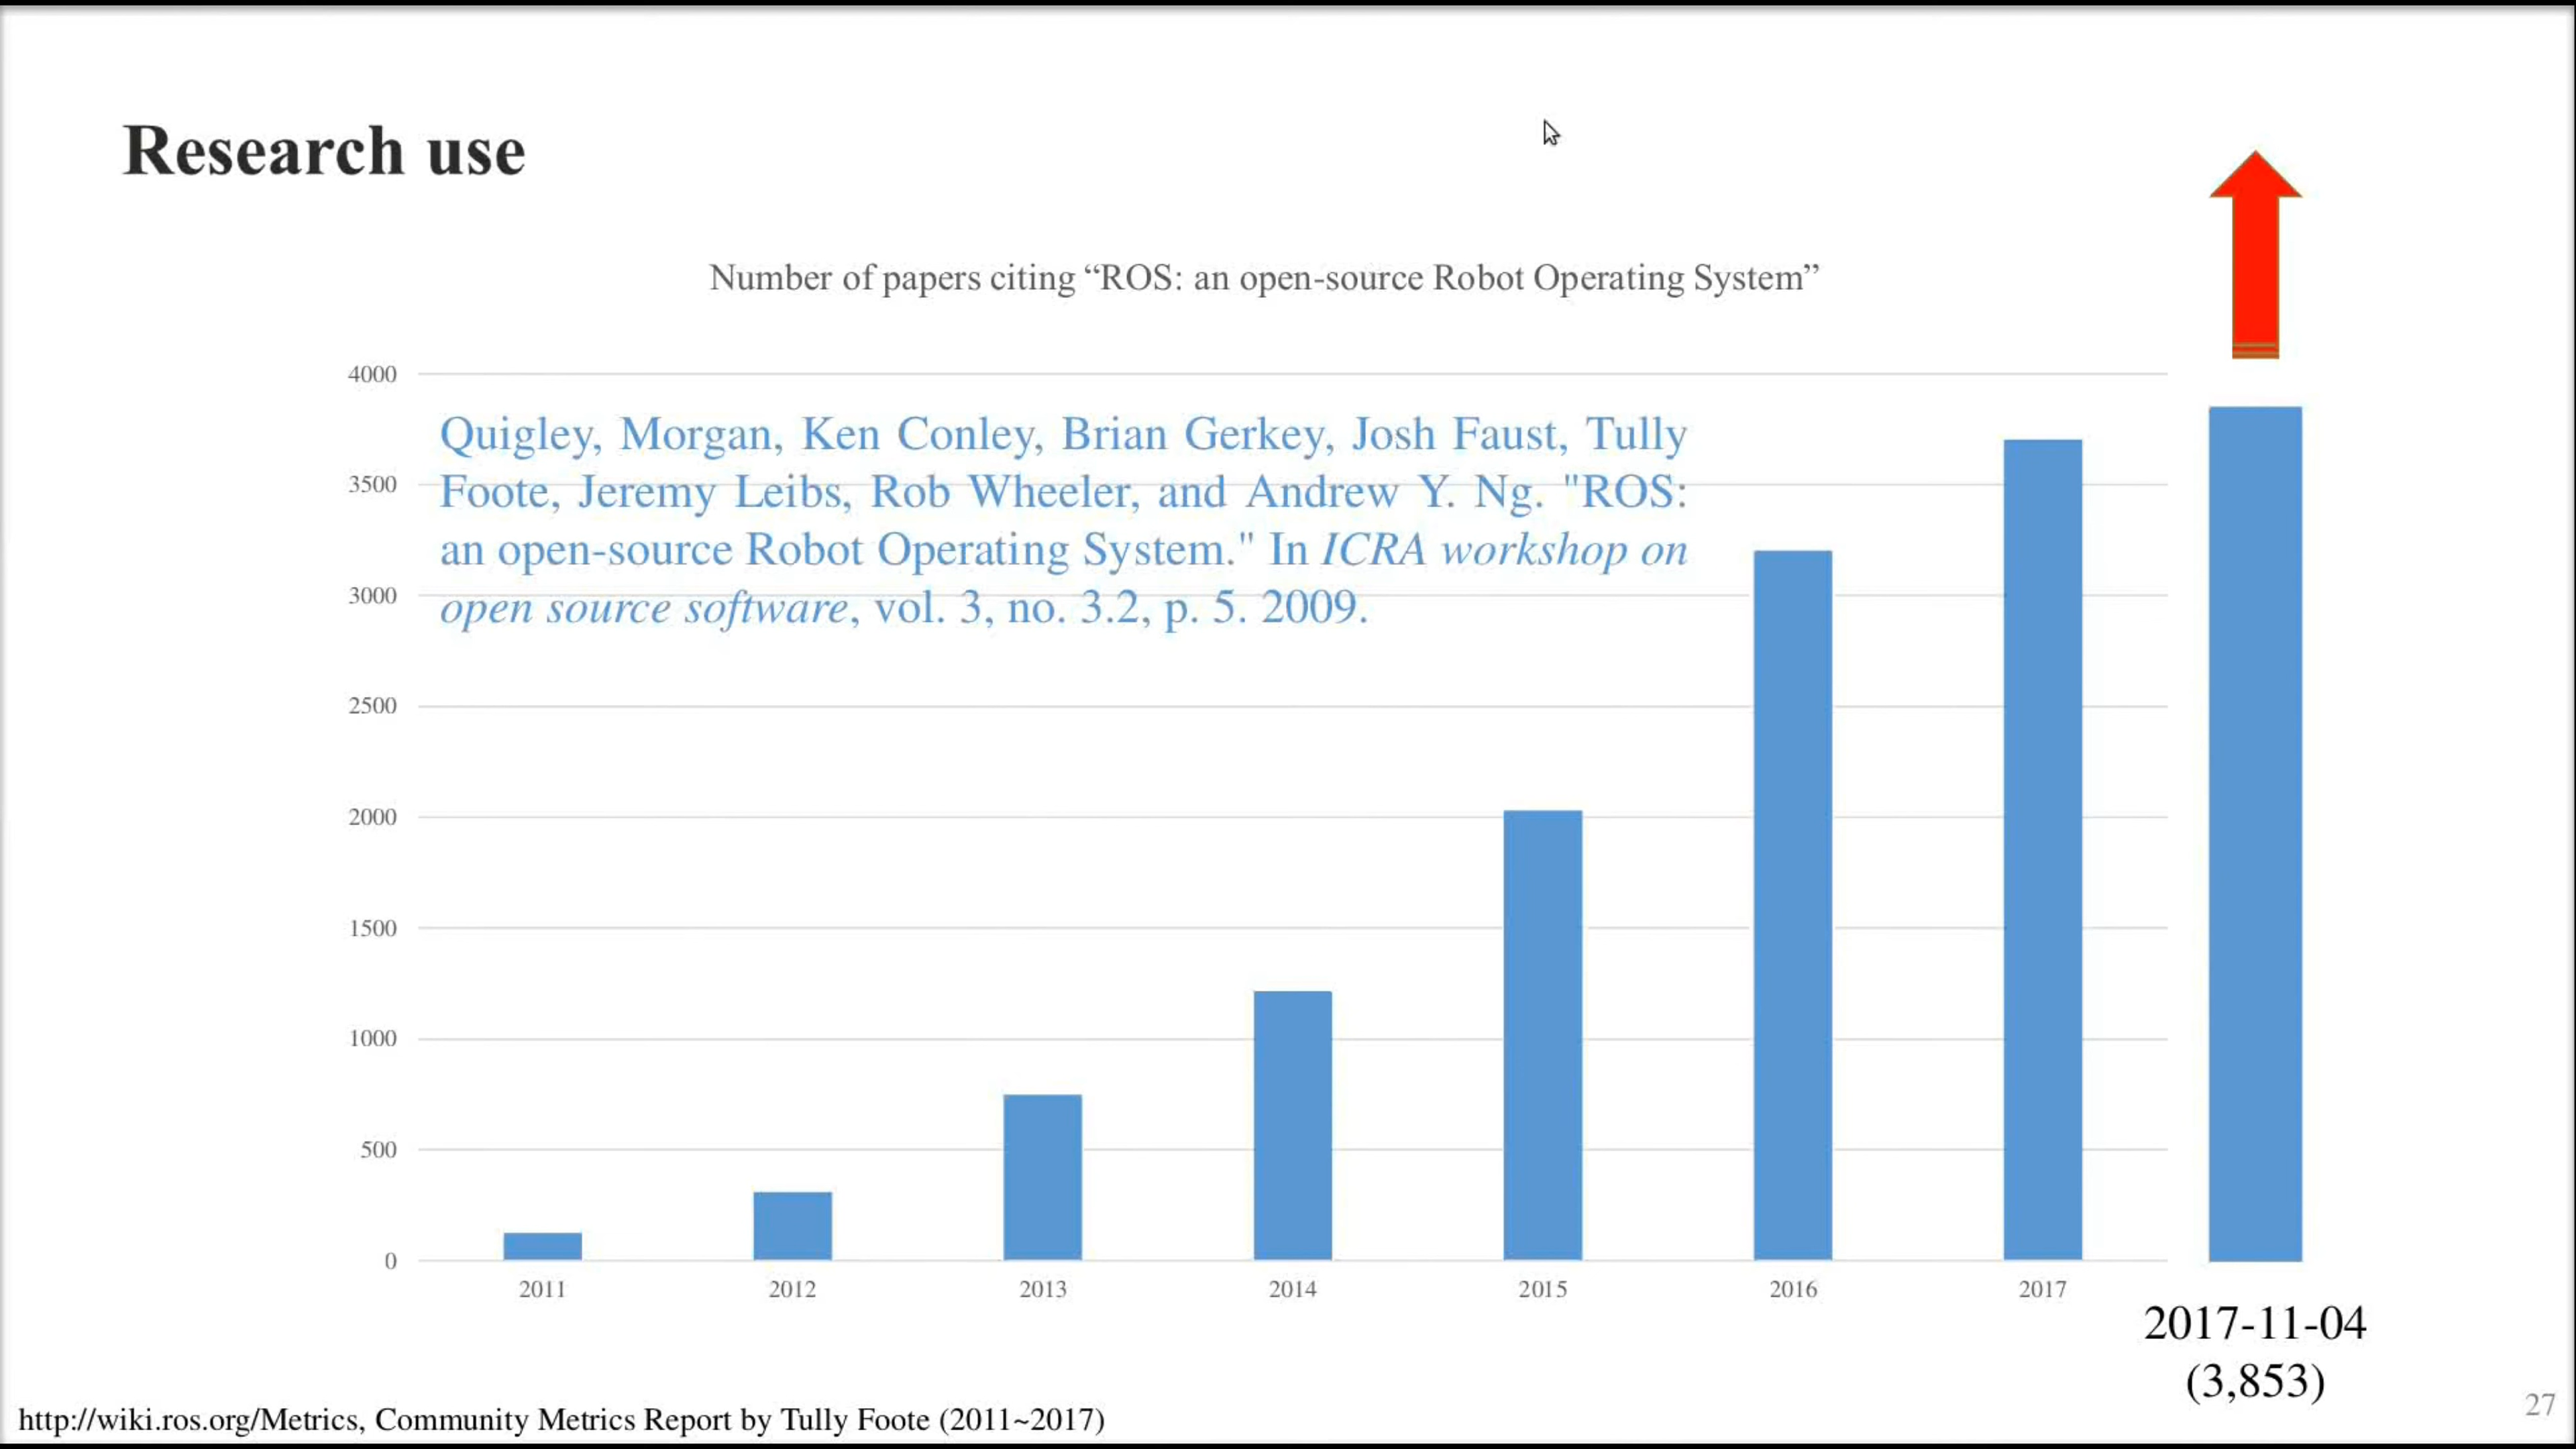 Research use
Number of papers citing “ROS: an open-source Robot Operating System”
4000
Quigley, Morgan, Ken Conley, Brian Gerkey, Josh Faust, Tully
3500
Foote, Jeremy Leibs, Rob Wheeler, and Andrew Y. Ng. "ROS:
an open-source Robot Operating System." In ICRA workshop on
3000
open source software, vol. 3, no. 3.2, p. 5. 2009.
2500
2000
1500
1000
500
0
2011 2012 2013 2014 2015 2016 2017
2017-11-04
(3,853)
http://wiki.ros.org/Metrics, Community Metrics Report by Tully Foote (2011~2017)
27